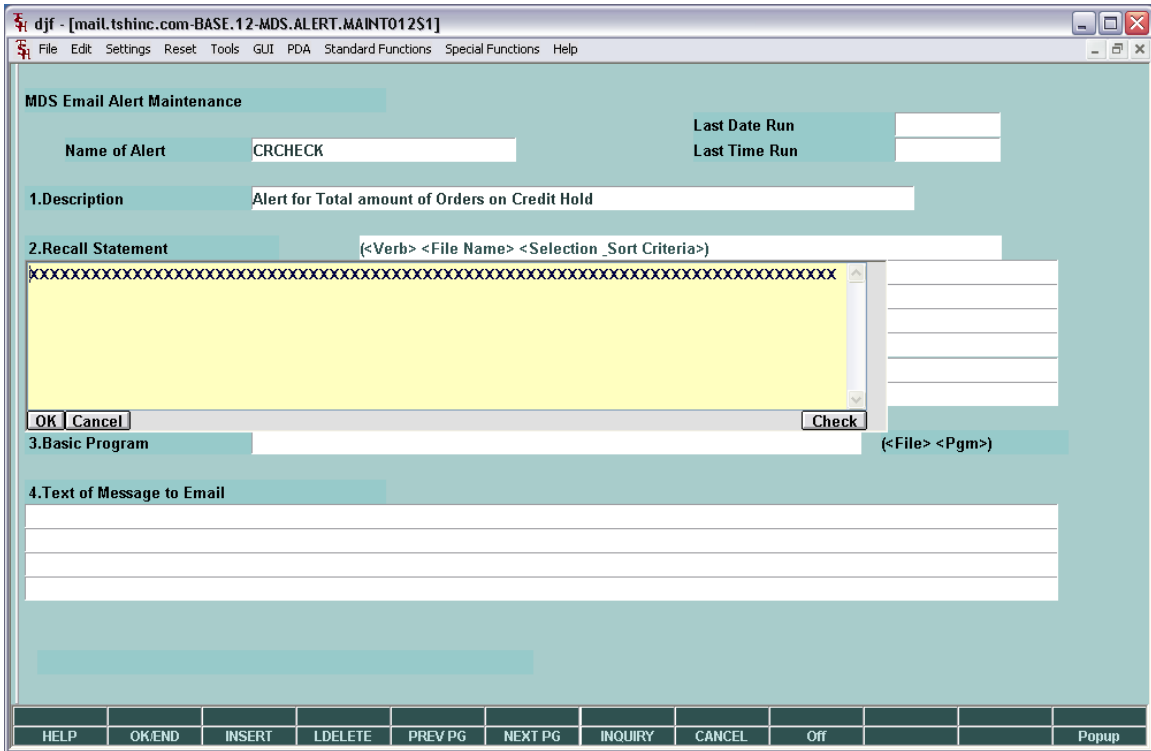 djf - [mail.tshinc.com-BASE.12-MDS.ALERT.MAINT012$1]
File Edit Settings Reset Tools GUI PDA Standard Functions Special Functions Help
MDS Email Alert Maintenance
Last Date Run
Name of Alert CRCHECK Last Time Run
1.Description Alert for Total amount of Orders on Credit Hold
2.Recall Statement (<Verb> <File Name> <Selection _Sort Criteria>)
xxxxxxxxxxxxxxxxxxxxxxxxxxxxxxxxxxxxxxxxxxxxxxxxxxxxxxxxxxxxxxxxxxxxxx
OK Cancel Check
3.Basic Program (<File> <Pgm>)
4.Text of Message to Email
HELP OK/END INSERT LDELETE PREV PG NEXT PG INQUIRY CANCEL Off Popup